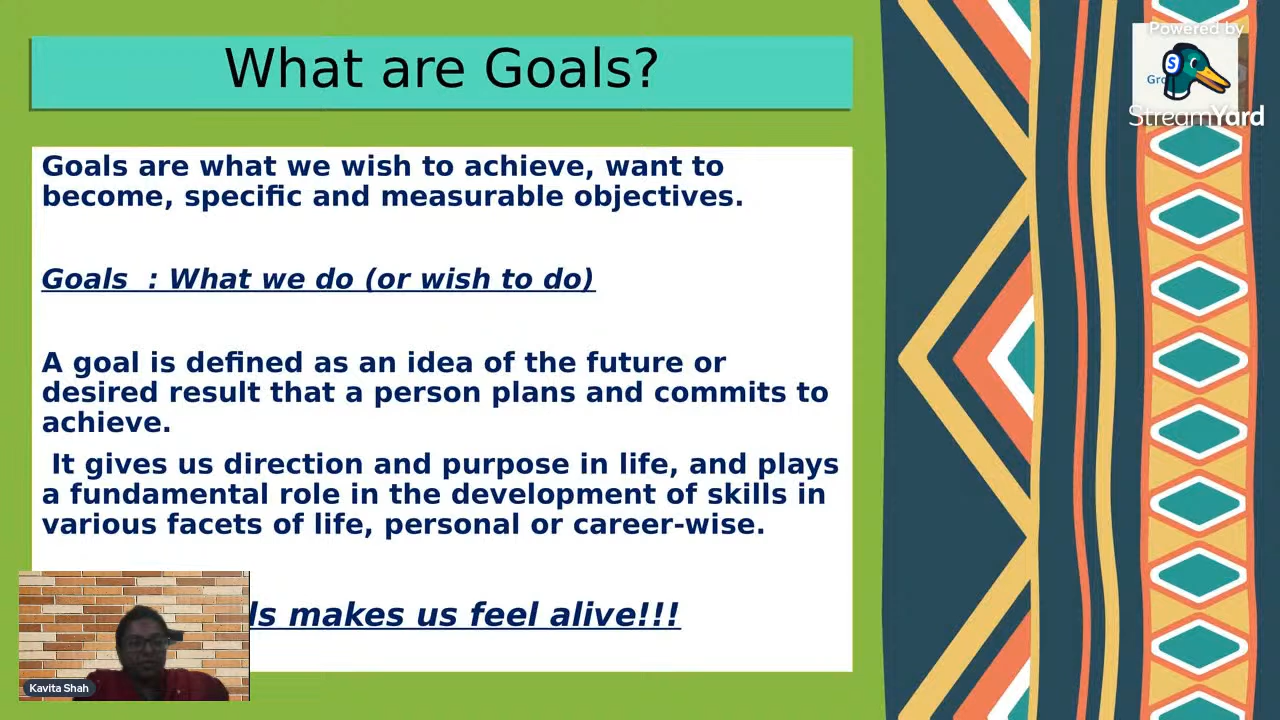 What are Goals?
Powered by
StreamYard
Goals are what we wish to achieve, want to
become, specific and measurable objectives.
Goals : What we do (or wish to do)
A goal is defined as an idea of the future or
desired result that a person plans and commits to
achieve.
It gives us direction and purpose in life, and plays
a fundamental role in the development of skills in
various facets of life, personal or career-wise.
makes us feel alive!!!
Kavita Shah